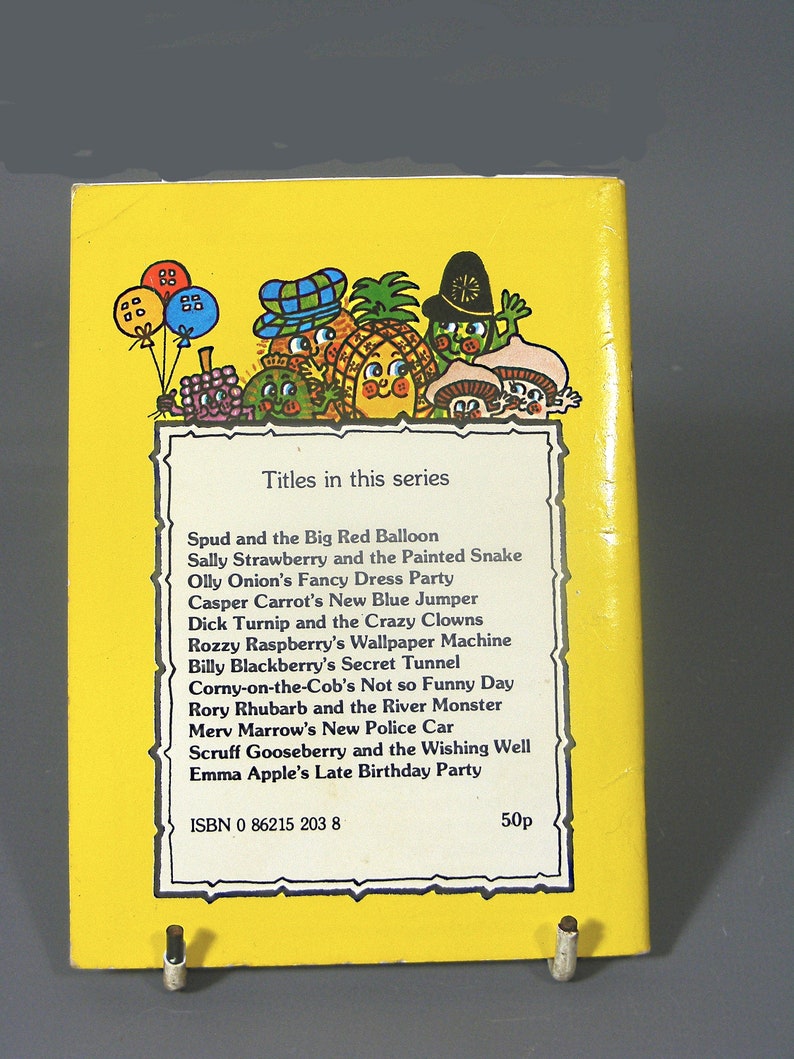 Titles in this series
Spud and the Big Red Balloon
Sally Strawberry and the Painted Snake
Olly Onion's Fancy Dress Party
Casper Carrot's New Blue Jumper
Dick Turnip and the Crazy Clowns
Rozzy Raspberry's Wallpaper Machine
Billy Blackberry's Secret Tunnel
Corny-on-the-Cob's Not so Funny Day
Rory Rhubarb and the River Monster
Merv Marrow's New Police Car
Scruff Gooseberry and the Wishing Well
Emma Apple's Late Birthday Party
ISBN 0 86215 203 8 50p